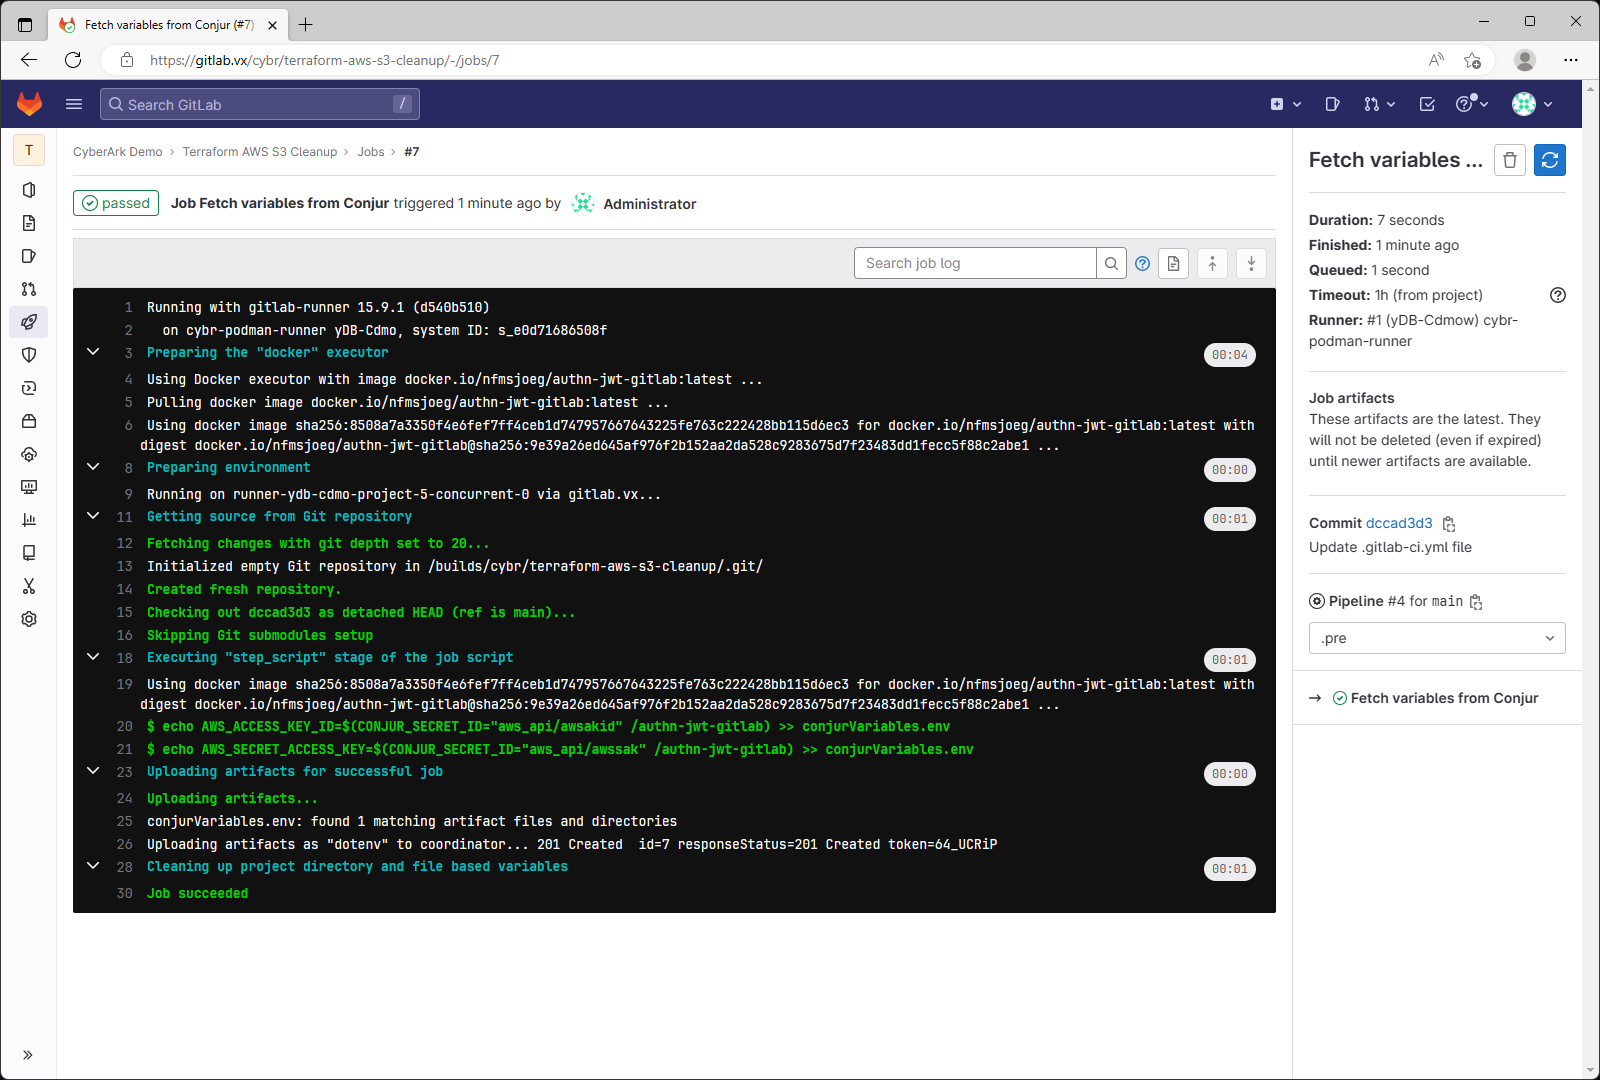 Fetch variables from Conjur (#7)
https://gitlab.vx/cybr/terraform-aws-s3-cleanup/-/jobs/7
Search GitLab /
T
CyberArk Demo › Terraform AWS S3 Cleanup › Jobs › #7
passed Job Fetch variables from Conjur triggered 1 minute ago by Administrator
Search job log
1 Running with gitlab-runner 15.9.1 (d540b510)
2 on cybr-podman-runner yDB-Cdmo, system ID: s_e0d71686508f
3 Preparing the "docker" executor 00:04
4 Using Docker executor with image docker.io/nfmsjoeg/authn-jwt-gitlab:latest ...
5 Pulling docker image docker.io/nfmsjoeg/authn-jwt-gitlab:latest ...
6 Using docker image sha256:8508a7a3350f4e6fef7ff4ceb1d747957667643225fe763c222428bb115d6ec3 for docker.io/nfmsjoeg/authn-jwt-gitlab:latest with
digest docker.io/nfmsjoeg/authn-jwt-gitlab@sha256:9e39a26ed645af976f2b152aa2da528c9283675d7f23483dd1fecc5f88c2abe1 ...
8 Preparing environment 00:00
9 Running on runner-ydb-cdmo-project-5-concurrent-0 via gitlab.vx...
11 Getting source from Git repository 00:01
12 Fetching changes with git depth set to 20...
13 Initialized empty Git repository in /builds/cybr/terraform-aws-s3-cleanup/.git/
14 Created fresh repository.
15 Checking out dccad3d3 as detached HEAD (ref is main)...
16 Skipping Git submodules setup
18 Executing "step_script" stage of the job script 00:01
19 Using docker image sha256:8508a7a3350f4e6fef7ff4ceb1d747957667643225fe763c222428bb115d6ec3 for docker.io/nfmsjoeg/authn-jwt-gitlab:latest with
digest docker.io/nfmsjoeg/authn-jwt-gitlab@sha256:9e39a26ed645af976f2b152aa2da528c9283675d7f23483dd1fecc5f88c2abe1 ...
20 $ echo AWS_ACCESS_KEY_ID=$(CONJUR_SECRET_ID="aws_api/awsakid" /authn-jwt-gitlab) >> conjurVariables.env
21 $ echo AWS_SECRET_ACCESS_KEY=$(CONJUR_SECRET_ID="aws_api/awssak" /authn-jwt-gitlab) >> conjurVariables.env
23 Uploading artifacts for successful job 00:00
24 Uploading artifacts...
25 conjurVariables.env: found 1 matching artifact files and directories
26 Uploading artifacts as "dotenv" to coordinator... 201 Created  id=7 responseStatus=201 Created token=64_UCRiP
28 Cleaning up project directory and file based variables 00:01
30 Job succeeded
Fetch variables ...
Duration: 7 seconds
Finished: 1 minute ago
Queued: 1 second
Timeout: 1h (from project)
Runner: #1 (yDB-Cdmow) cybr-
podman-runner
Job artifacts
These artifacts are the latest. They
will not be deleted (even if expired)
until newer artifacts are available.
Commit dccad3d3
Update .gitlab-ci.yml file
Pipeline #4 for main
.pre
→ Fetch variables from Conjur